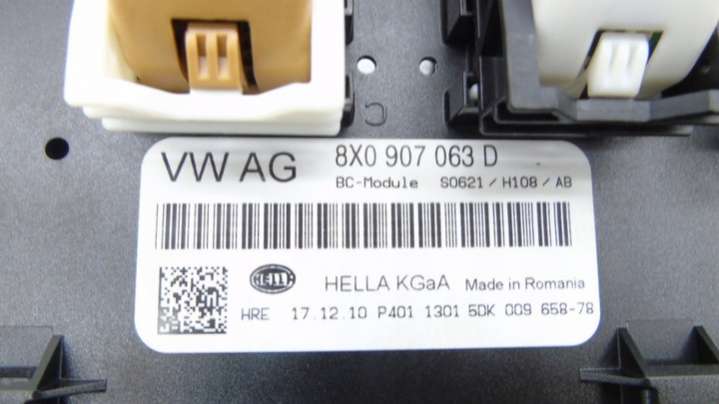 C
VW AG 8X0 907 063 D
BC-Module S0621 / H108 / AB
HELLA HELLA KGaA Made in Romania
HRE 17.12.10 P401 1301 5DK 009 658-78